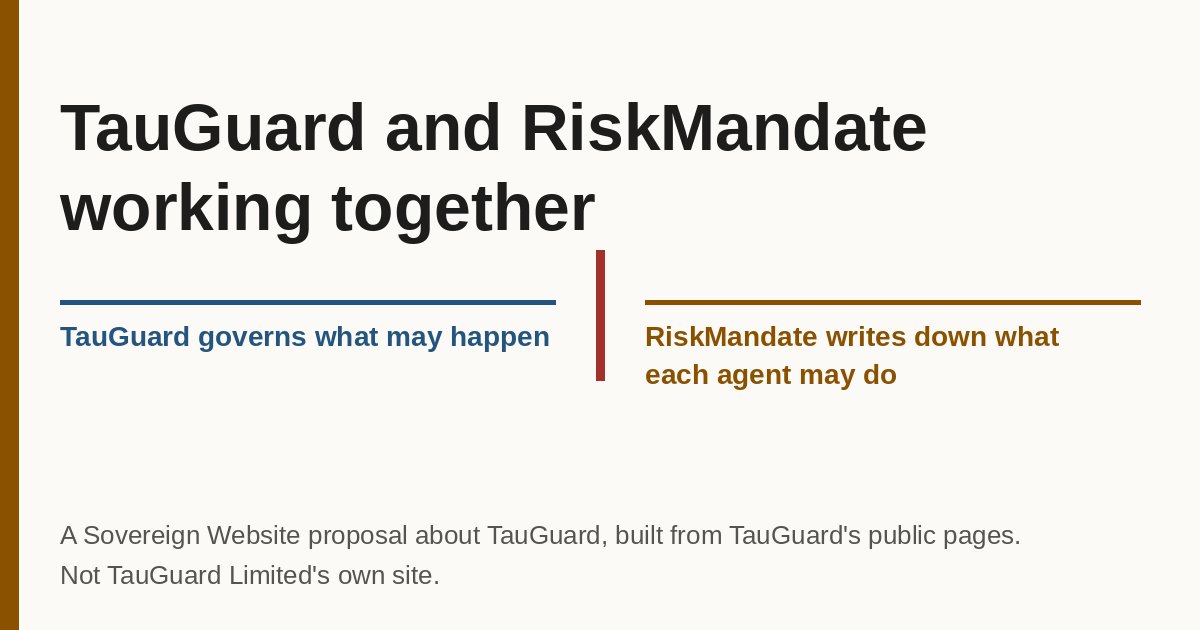 TauGuard and RiskMandate
working together
TauGuard governs what may happen
RiskMandate writes down what
each agent may do
A Sovereign Website proposal about TauGuard, built from TauGuard's public pages.
Not TauGuard Limited's own site.